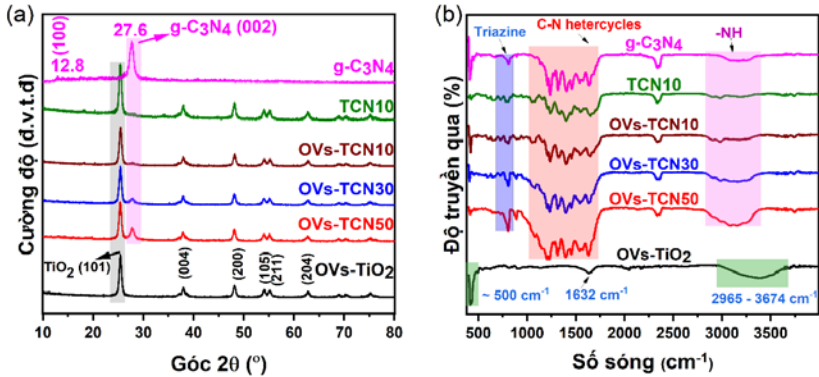 (a)
(100)
12.8
27.6
g-C3N4 (002)
g-C3N4
TCN10
OVs-TCN10
OVs-TCN30
OVs-TCN50
TiO2 (101)
OVs-TiO2
(004)
(200)
(105)
(211)
(204)
10 20 30 40 50 60 70 80
Góc 2θ (°)
Cường độ (d.v.t.d)
(b)
Triazine
C-N hetercycles
-NH
g-C3N4
TCN10
OVs-TCN10
OVs-TCN30
OVs-TCN50
OVs-TiO2
~ 500 cm-1
1632 cm-1
2965 - 3674 cm-1
500 1000 1500 2000 2500 3000 3500
Số sóng (cm-1)
Độ truyền qua (%)